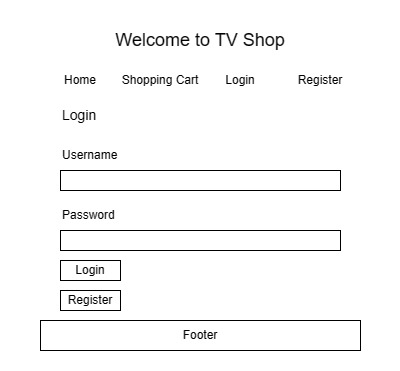 Welcome to TV Shop
Home Shopping Cart Login Register
Login
Username
Password
Login
Register
Footer